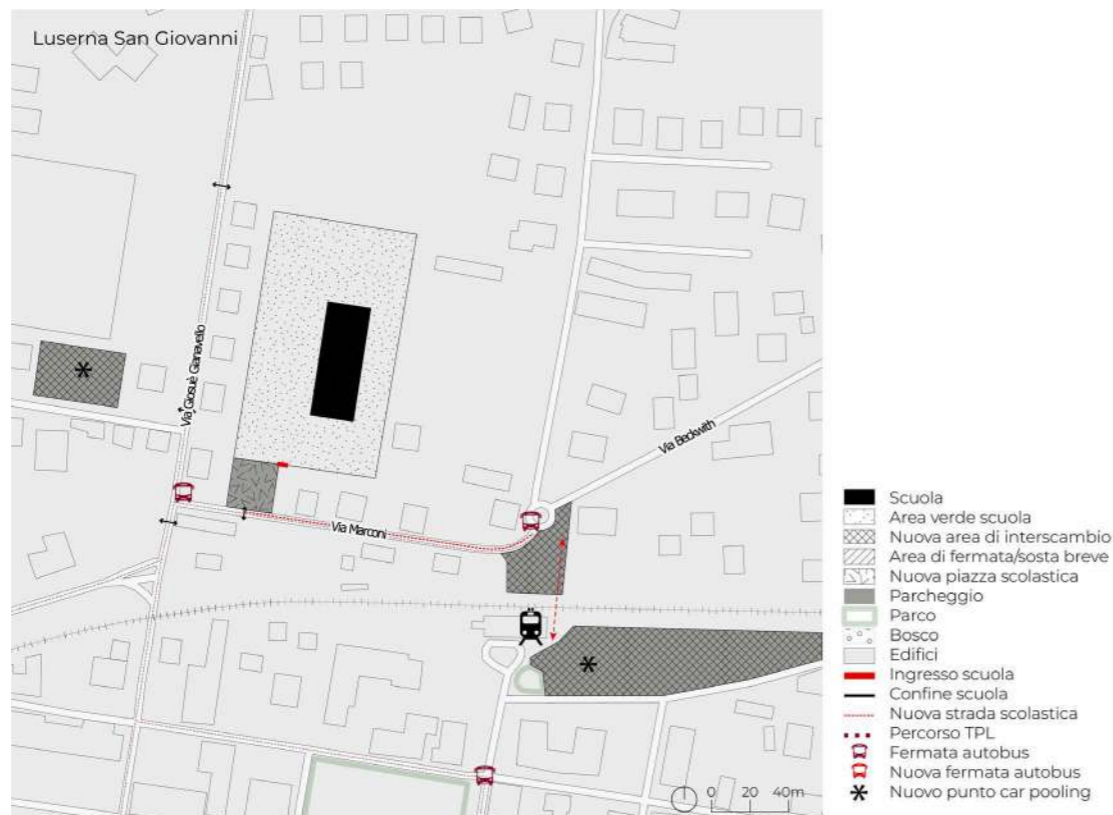 Luserna San Giovanni
Via Giosuè Gianavello
Via Beckwith
Via Marconi
0 20 40m
Scuola
Area verde scuola
Nuova area di interscambio
Area di fermata/sosta breve
Nuova piazza scolastica
Parcheggio
Parco
Bosco
Edifici
Ingresso scuola
Confine scuola
Nuova strada scolastica
Percorso TPL
Fermata autobus
Nuova fermata autobus
Nuovo punto car pooling